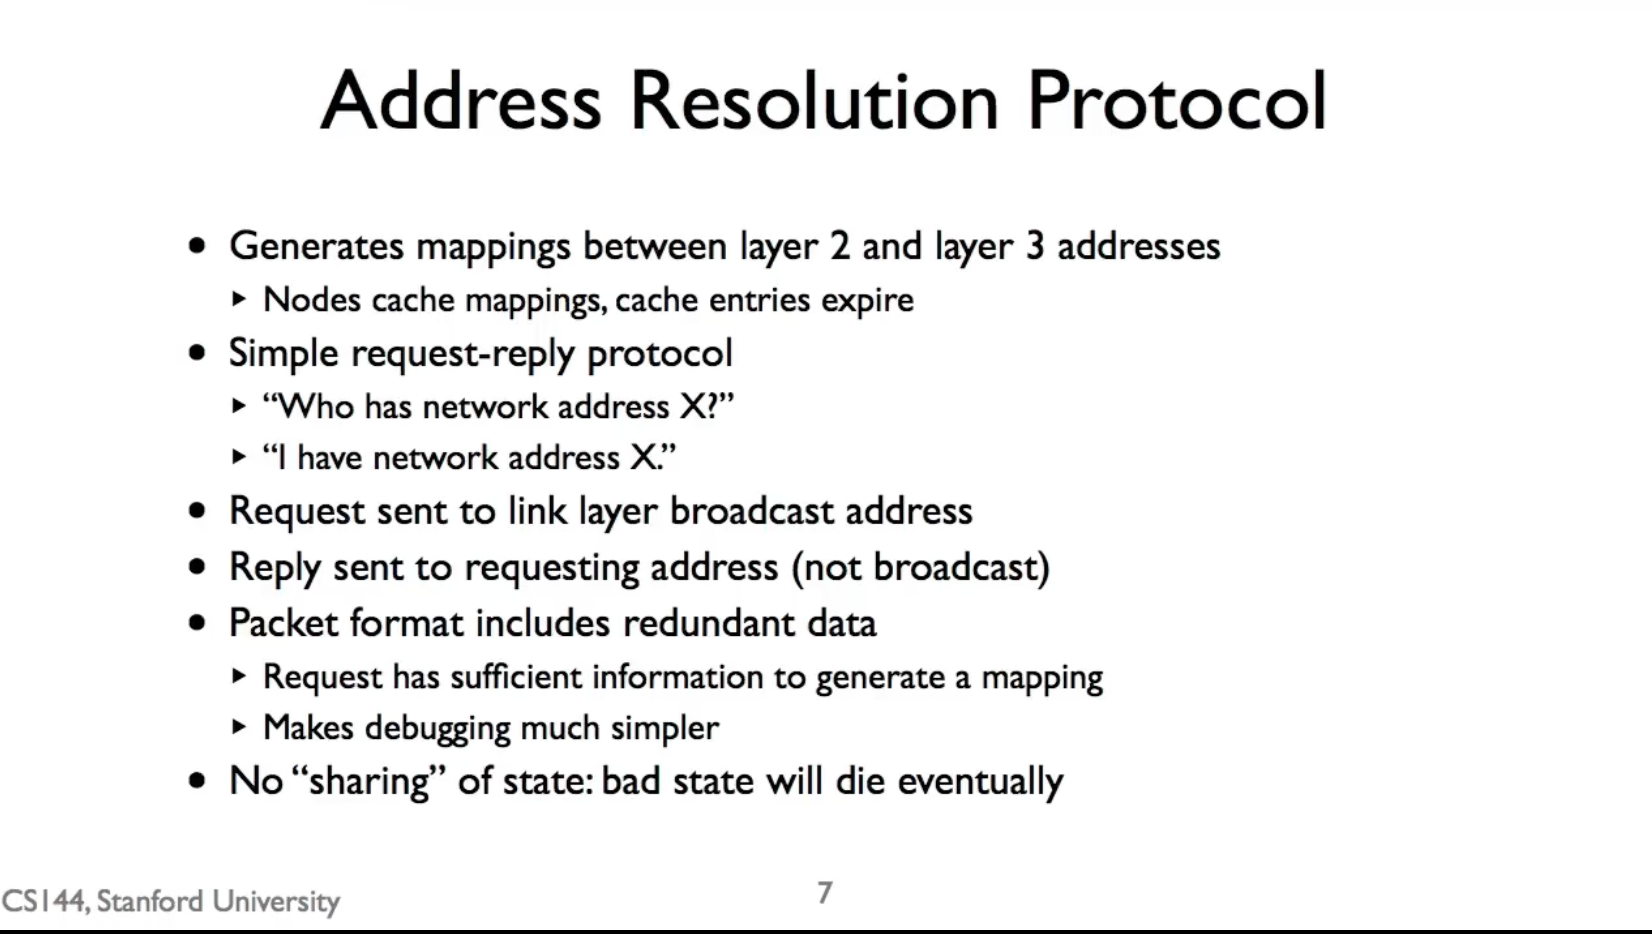 Address Resolution Protocol
• Generates mappings between layer 2 and layer 3 addresses
▸ Nodes cache mappings, cache entries expire
• Simple request-reply protocol
▸ “Who has network address X?”
▸ “I have network address X.”
• Request sent to link layer broadcast address
• Reply sent to requesting address (not broadcast)
• Packet format includes redundant data
▸ Request has sufficient information to generate a mapping
▸ Makes debugging much simpler
• No “sharing” of state: bad state will die eventually
CS144, Stanford University
7